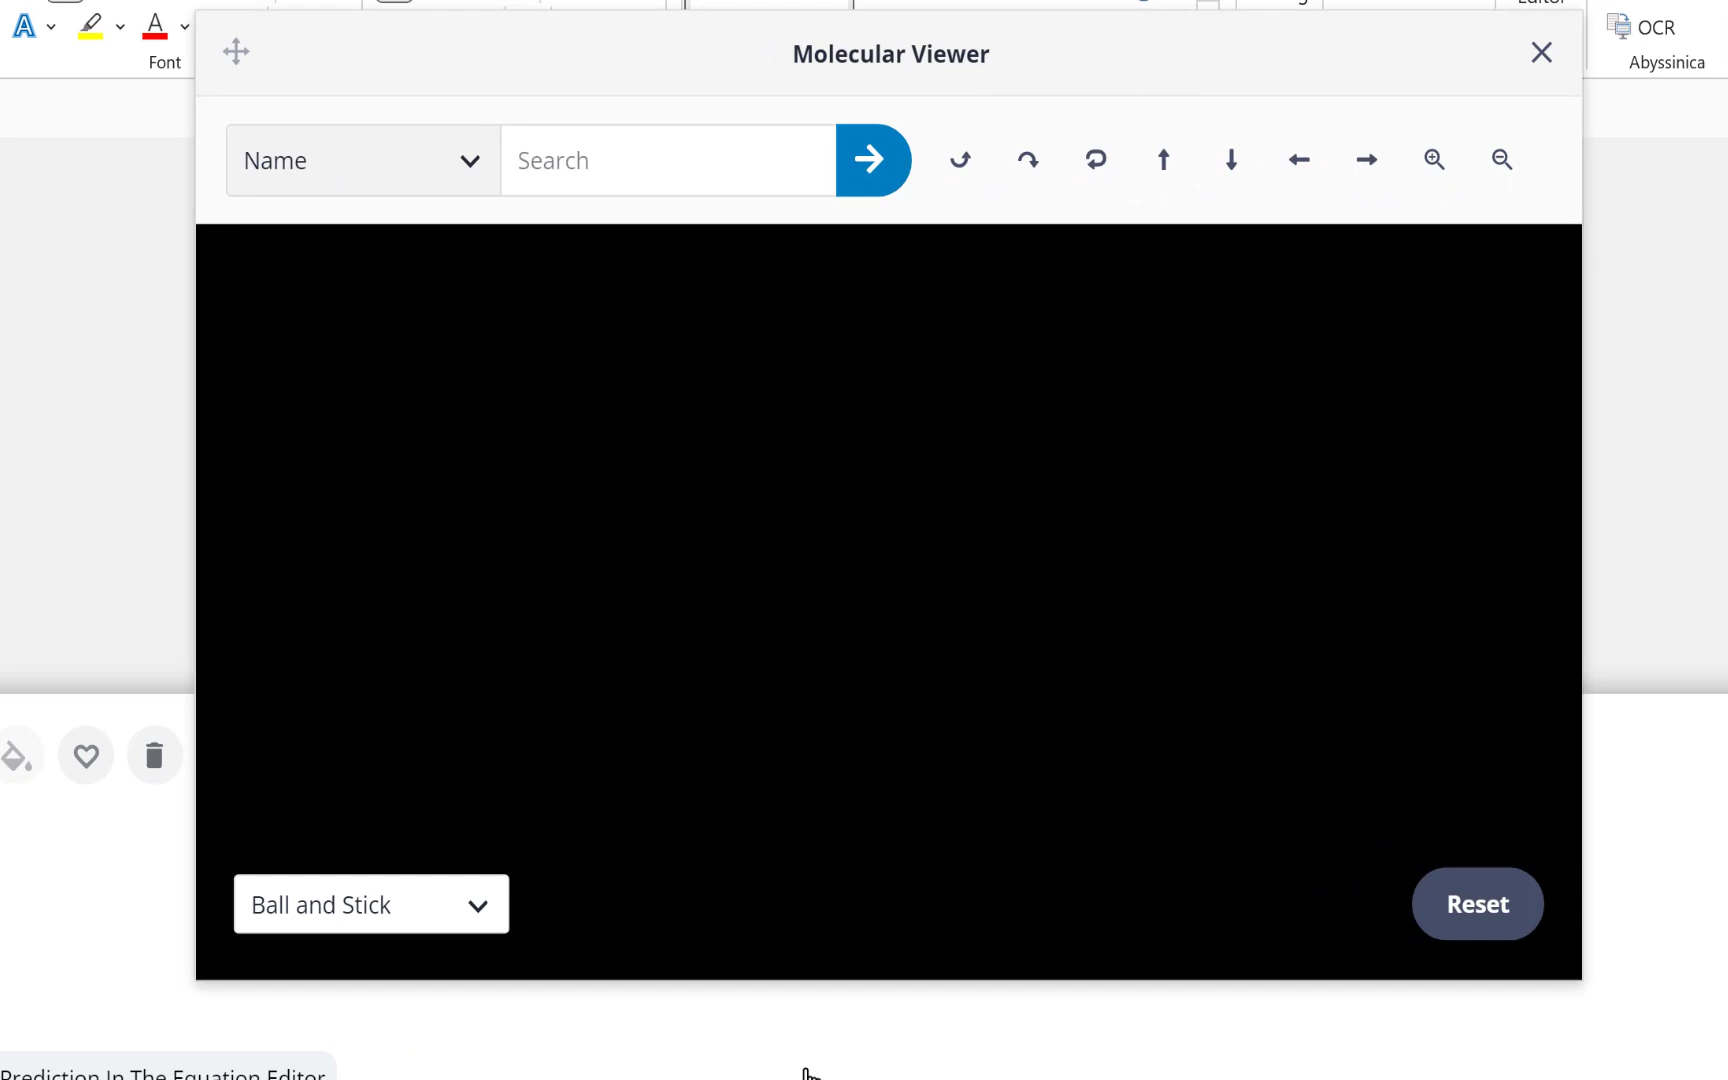 OCR
Font
Abyssinica
Molecular Viewer
Name
Search
Ball and Stick
Reset
Prediction In The Equation Editor